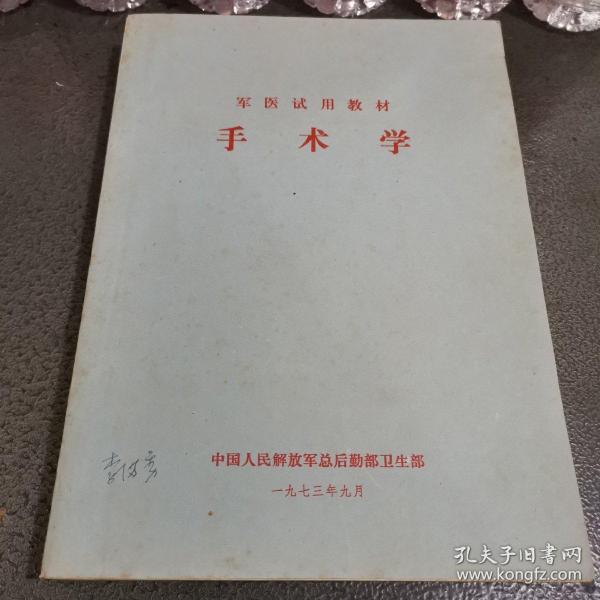 军医试用教材
手术学
中国人民解放军总后勤部卫生部
一九七三年九月
孔夫子旧书网
www.kongfz.com